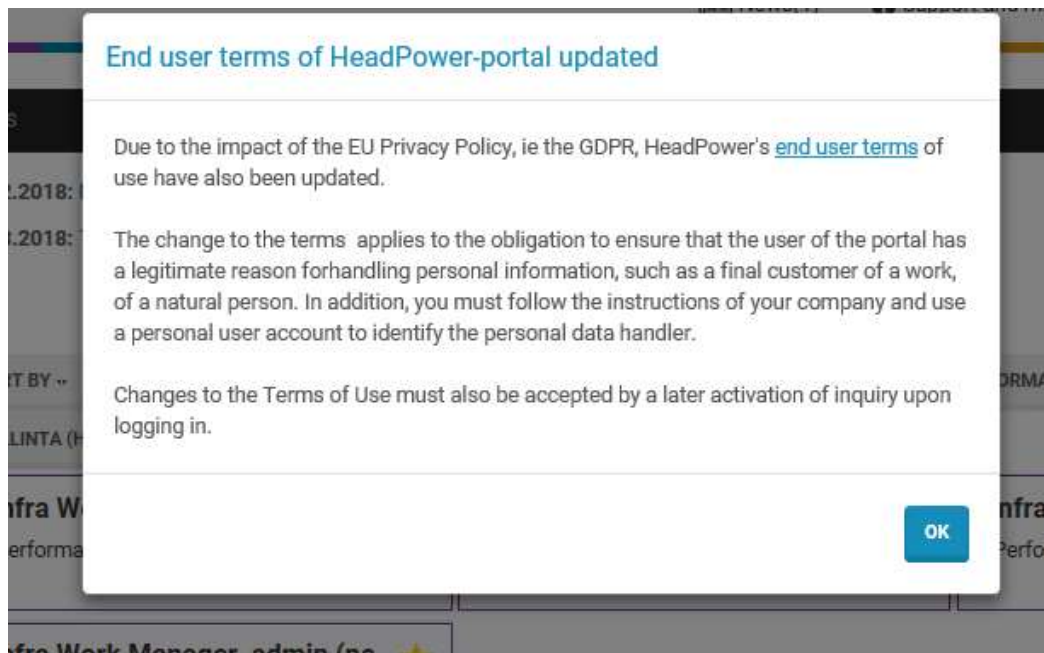 End user terms of HeadPower-portal updated
Due to the impact of the EU Privacy Policy, ie the GDPR, HeadPower's end user terms of
use have also been updated.
The change to the terms applies to the obligation to ensure that the user of the portal has
a legitimate reason forhandling personal information, such as a final customer of a work,
of a natural person. In addition, you must follow the instructions of your company and use
a personal user account to identify the personal data handler.
Changes to the Terms of Use must also be accepted by a later activation of inquiry upon
logging in.
OK
.2018:
.2018:
BY